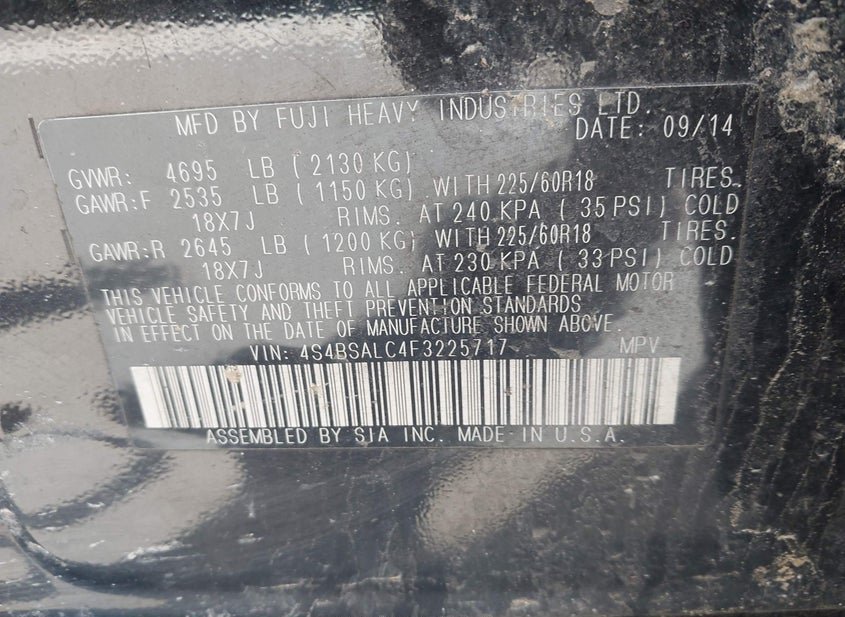 MFD BY FUJI HEAVY INDUSTRIES LTD.
DATE: 09/14
GVWR: 4695 LB ( 2130 KG)
GAWR:F 2535 LB ( 1150 KG) WITH 225/60R18 TIRES.
18X7J RIMS. AT 240 KPA ( 35 PSI) COLD
GAWR:R 2645 LB ( 1200 KG) WITH 225/60R18 TIRES.
18X7J RIMS. AT 230 KPA ( 33 PSI) COLD
THIS VEHICLE CONFORMS TO ALL APPLICABLE FEDERAL MOTOR
VEHICLE SAFETY AND THEFT PREVENTION STANDARDS
IN EFFECT ON THE DATE OF MANUFACTURE SHOWN ABOVE.
VIN: 4S4BSALC4F3225717 MPV
ASSEMBLED BY SIA INC. MADE-IN U.S.A.